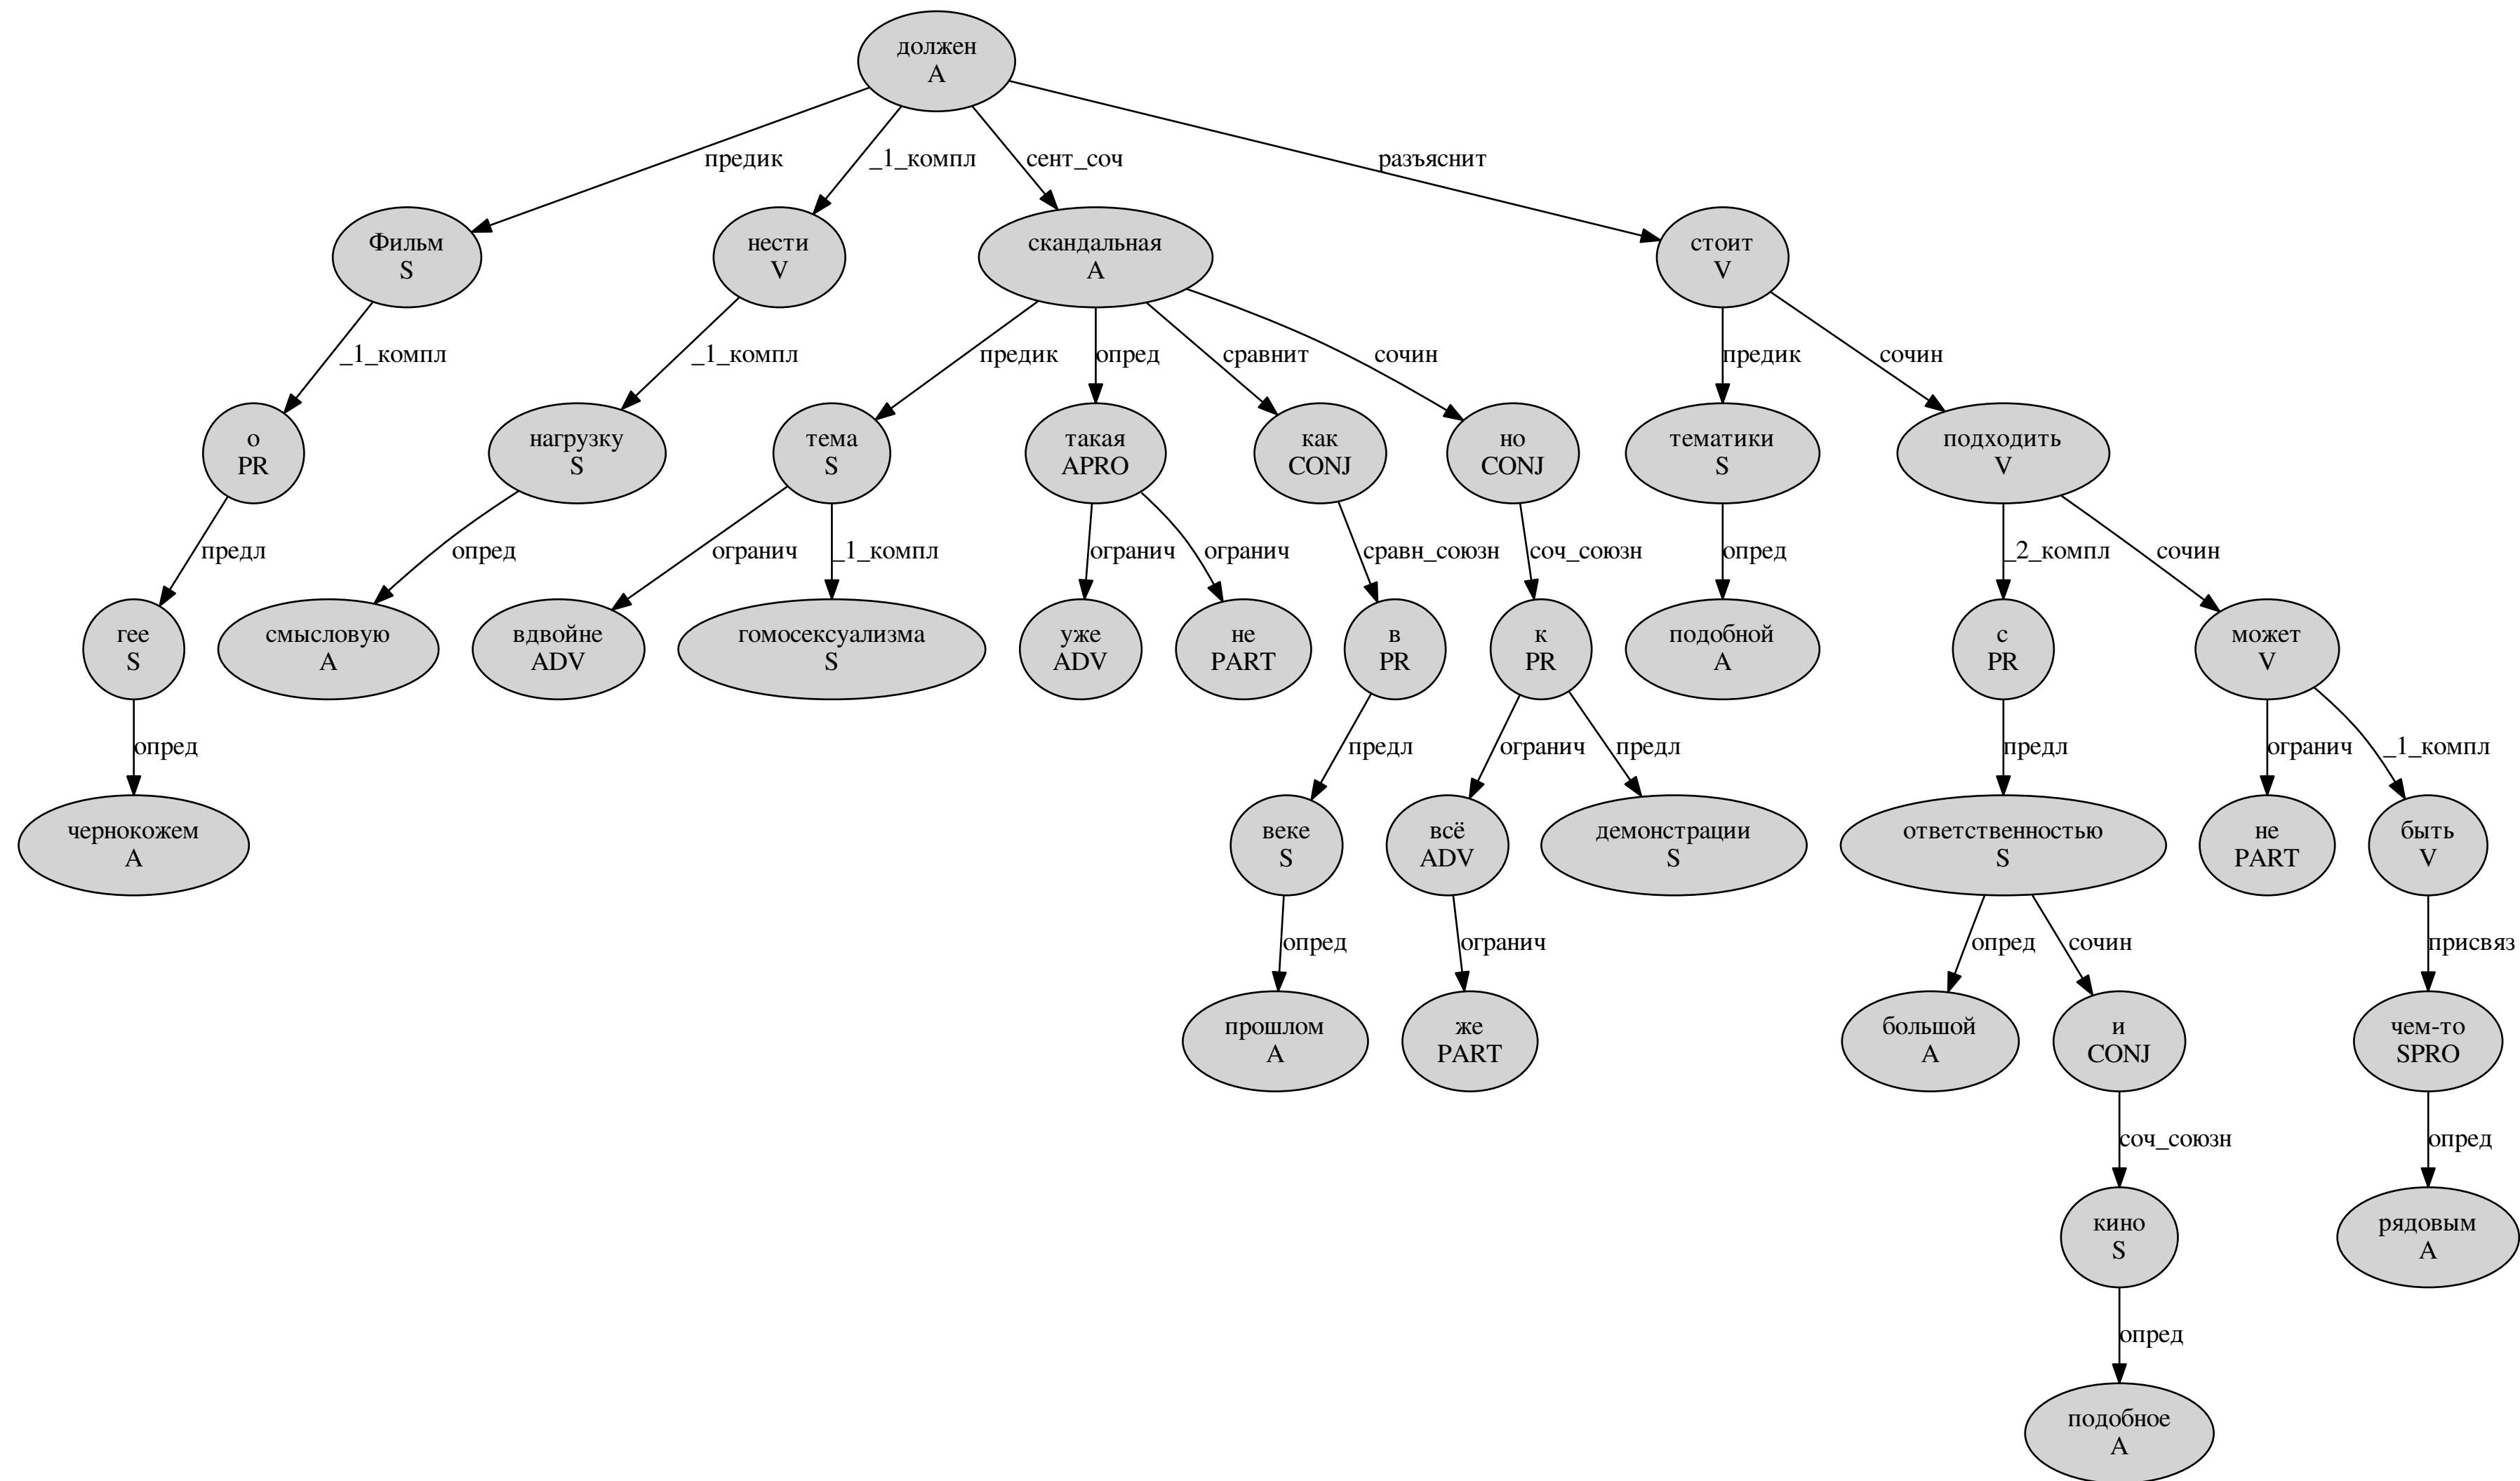 должен
A
предик
_1_компл
сент_соч
разъяснит
Фильм
S
нести
V
скандальная
A
стоит
V
_1_компл
_1_компл
предик
опред
сравнит
сочин
предик
сочин
о
PR
нагрузку
S
тема
S
такая
APRO
как
CONJ
но
CONJ
тематики
S
подходить
V
предл
опред
огранич
_1_компл
огранич
огранич
сравн_союзн
соч_союзн
опред
_2_компл
сочин
гее
S
смысловую
A
вдвойне
ADV
гомосексуализма
S
уже
ADV
не
PART
в
PR
к
PR
подобной
A
с
PR
может
V
опред
предл
огранич
предл
предл
огранич
_1_компл
чернокожем
A
веке
S
всё
ADV
демонстрации
S
ответственностью
S
не
PART
быть
V
опред
огранич
опред
сочин
присвяз
прошлом
A
же
PART
большой
A
и
CONJ
чем-то
SPRO
соч_союзн
опред
кино
S
рядовым
A
опред
подобное
A